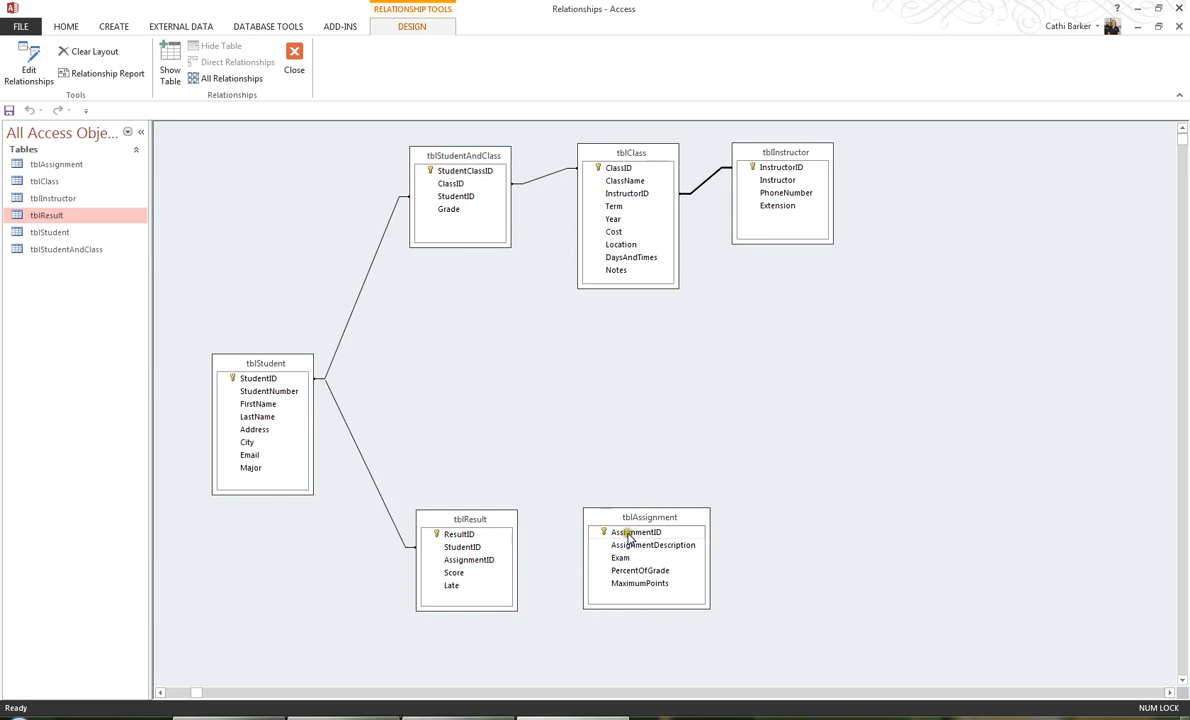 RELATIONSHIP TOOLS
Relationships - Access
?
FILE
HOME
CREATE
EXTERNAL DATA
DATABASE TOOLS
ADD-INS
DESIGN
Cathi Barker
Edit
Relationships
Clear Layout
Relationship Report
Tools
Show
Table
Hide Table
Direct Relationships
All Relationships
Close
Relationships
All Access Obje...
Tables
tblAssignment
tblClass
tblInstructor
tblResult
tblStudent
tblStudentAndClass
tblStudentAndClass
StudentClassID
ClassID
StudentID
Grade
tblClass
ClassID
ClassName
InstructorID
Term
Year
Cost
Location
DaysAndTimes
Notes
tblInstructor
InstructorID
Instructor
PhoneNumber
Extension
tblStudent
StudentID
StudentNumber
FirstName
LastName
Address
City
Email
Major
tblResult
ResultID
StudentID
AssignmentID
Score
Late
tblAssignment
AssignmentID
AssignmentDescription
Exam
PercentOfGrade
MaximumPoints
Ready
NUM LOCK